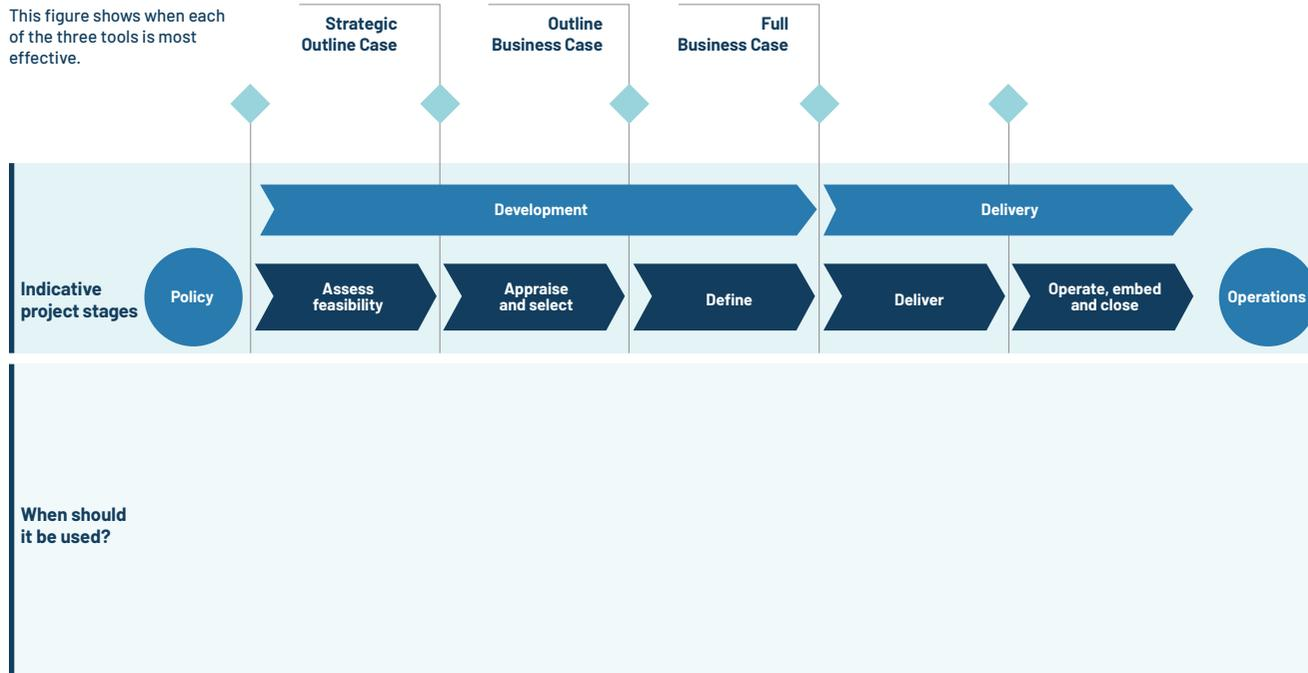 This figure shows when each
of the three tools is most
effective.
Strategic
Outline Case
Outline
Business Case
Full
Business Case
Development
Delivery
Indicative
project stages
Policy
Assess
feasibility
Appraise
and select
Define
Deliver
Operate, embed
and close
Operations
When should
it be used?